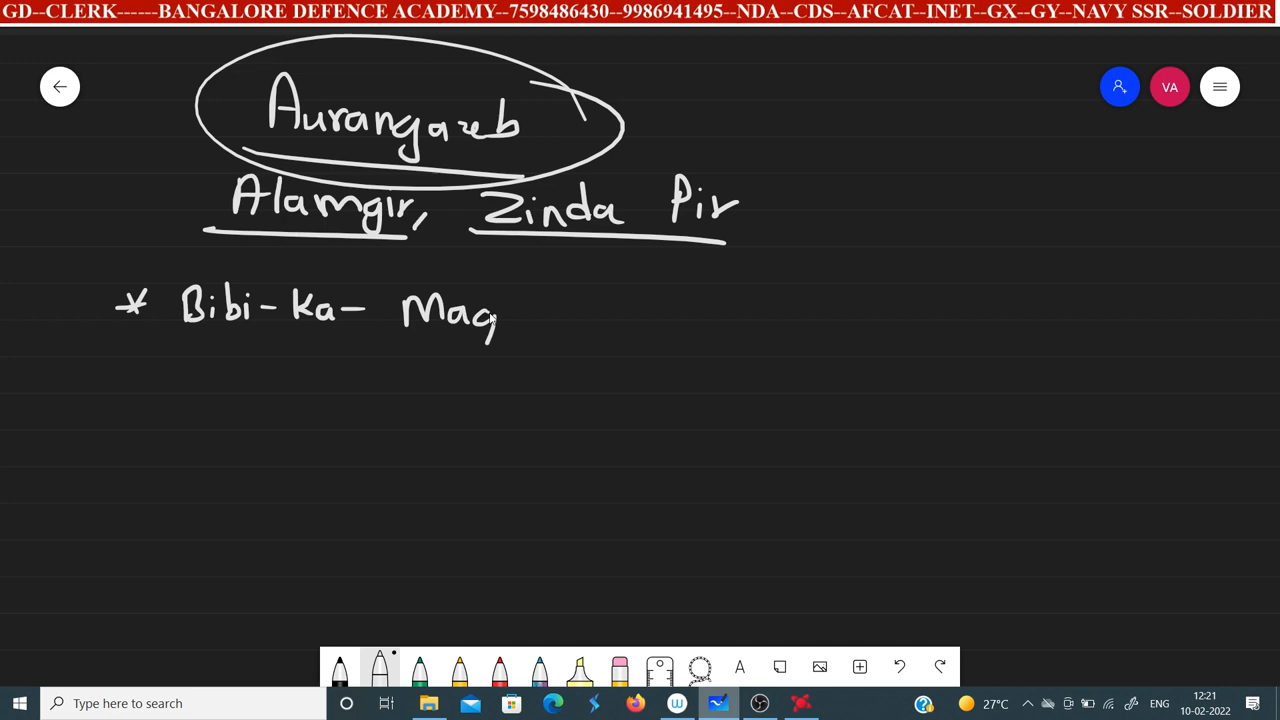 GD--CLERK------BANGALORE DEFENCE ACADEMY--7598486430--9986941495--NDA--CDS--AFCAT--INET--GX--GY--NAVY SSR--SOLDIER
VA
Aurangazeb
Alamgir, Zinda Pir
* Bibi-Ka- Maq
A
Type here to search
W
27°C
ENG
12:21
10-02-2022